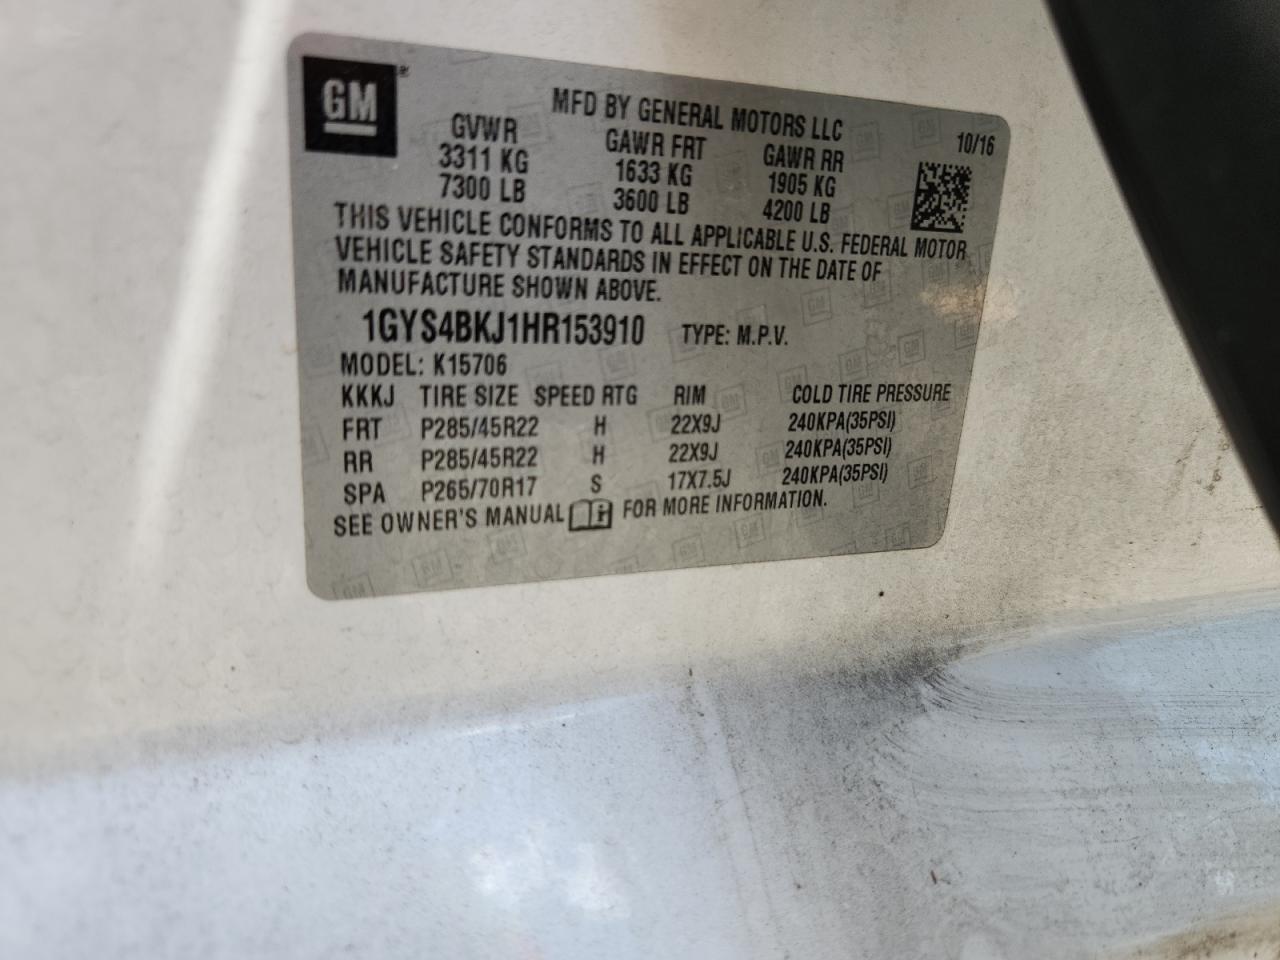 GM
MFD BY GENERAL MOTORS LLC
10/16
GVWR GAWR FRT GAWR RR
3311 KG 1633 KG 1905 KG
7300 LB 3600 LB 4200 LB
THIS VEHICLE CONFORMS TO ALL APPLICABLE U.S. FEDERAL MOTOR
VEHICLE SAFETY STANDARDS IN EFFECT ON THE DATE OF
MANUFACTURE SHOWN ABOVE.
1GYS4BKJ1HR153910 TYPE: M.P.V.
MODEL: K15706
KKKJ TIRE SIZE SPEED RTG RIM COLD TIRE PRESSURE
FRT P285/45R22 H 22X9J 240KPA(35PSI)
RR P285/45R22 H 22X9J 240KPA(35PSI)
SPA P265/70R17 S 17X7.5J 240KPA(35PSI)
SEE OWNER'S MANUAL i FOR MORE INFORMATION.